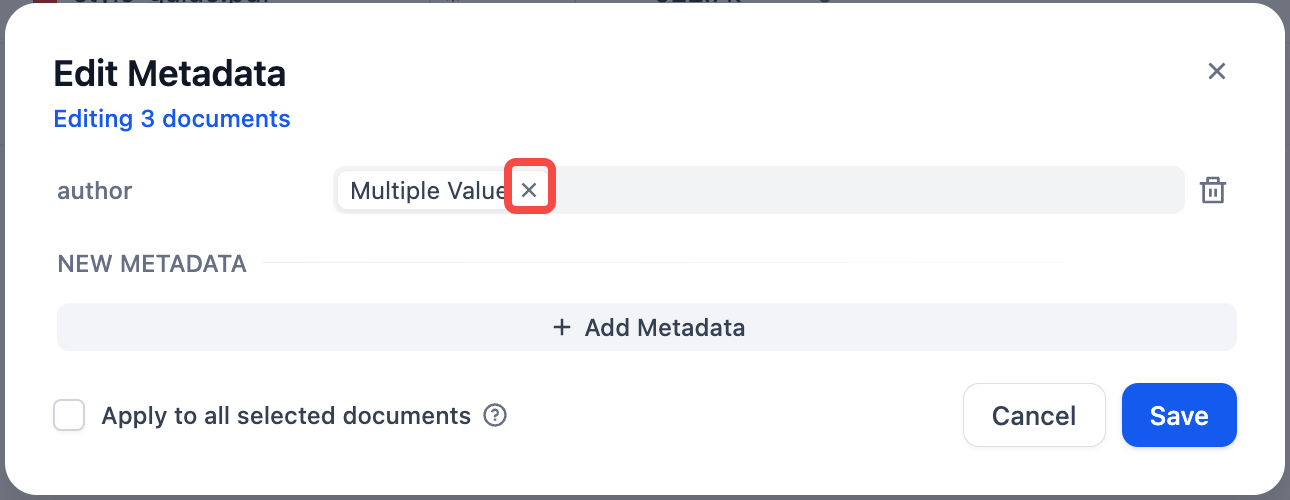 Edit Metadata
Editing 3 documents
author
Multiple Value
NEW METADATA
+ Add Metadata
Apply to all selected documents ?
Cancel
Save